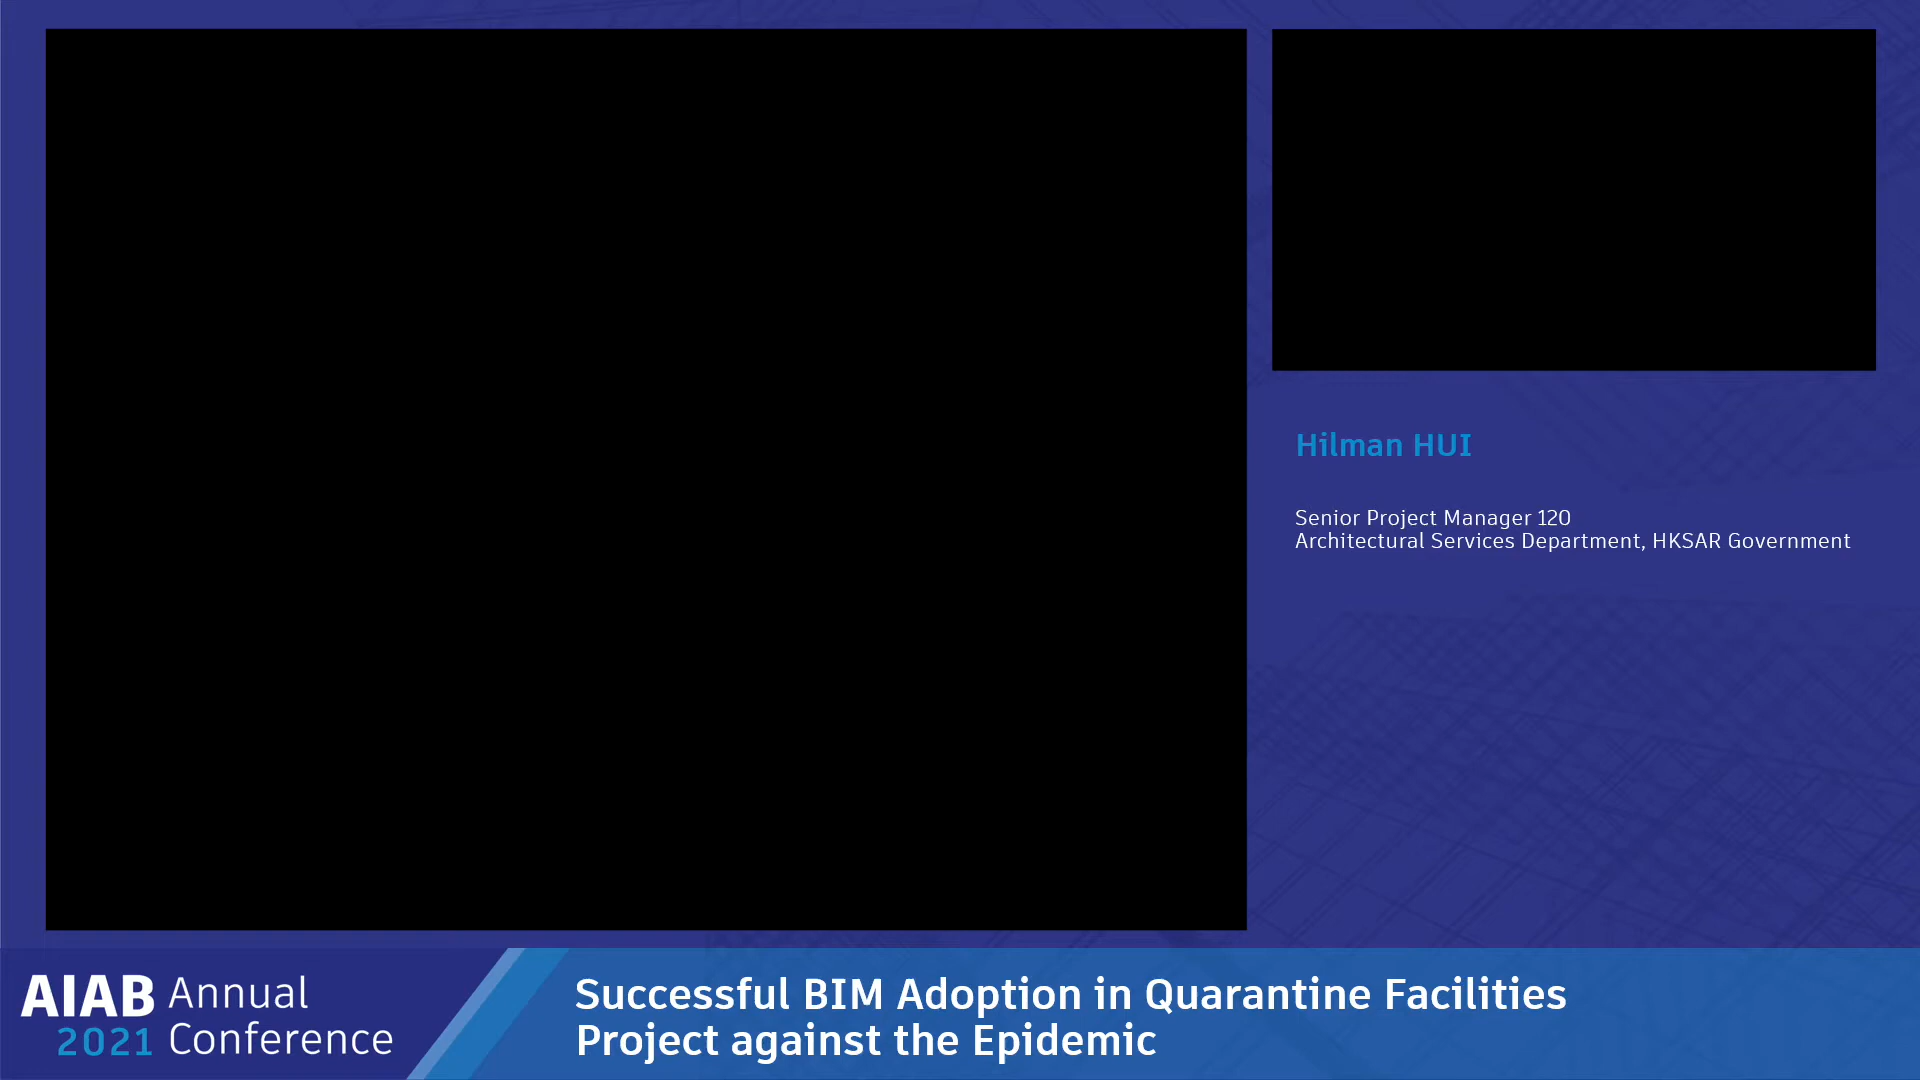 Hilman HUI
Senior Project Manager 120
Architectural Services Department, HKSAR Government
AIAB Annual
2021 Conference
Successful BIM Adoption in Quarantine Facilities
Project against the Epidemic